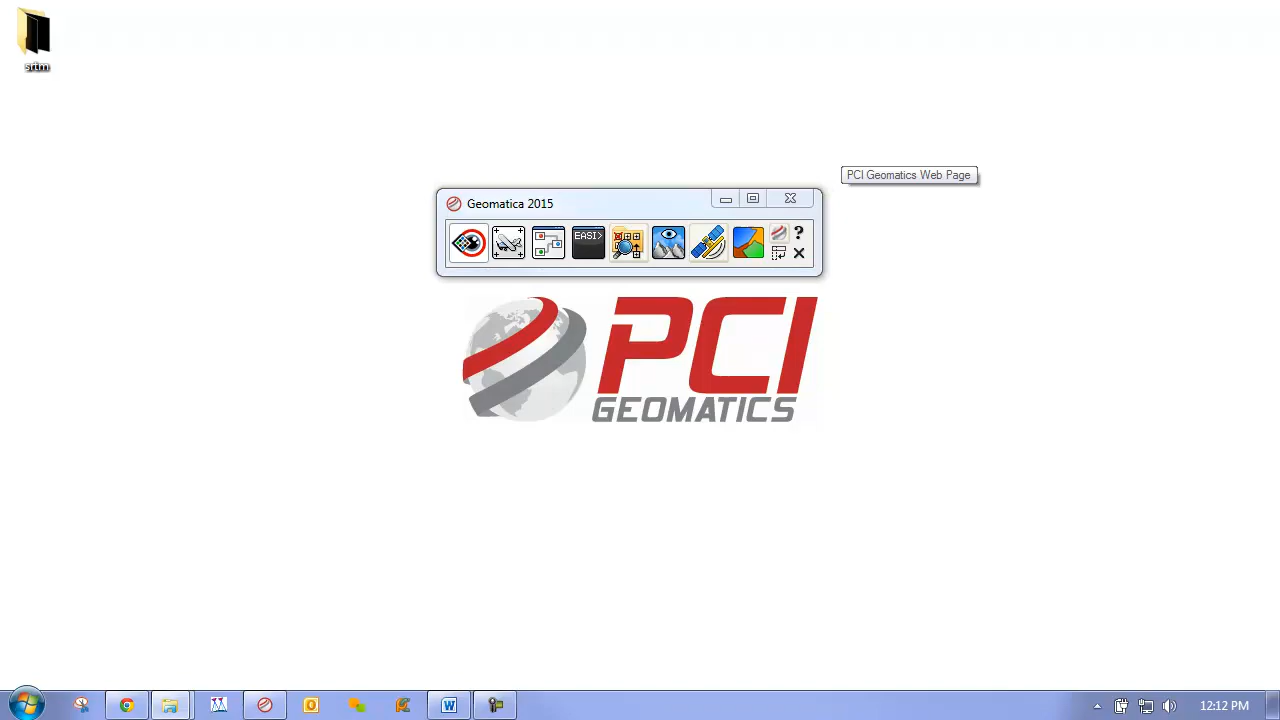 srtm
PCI Geomatics Web Page
Geomatica 2015
EASI>
?
PCI
GEOMATICS
12:12 PM